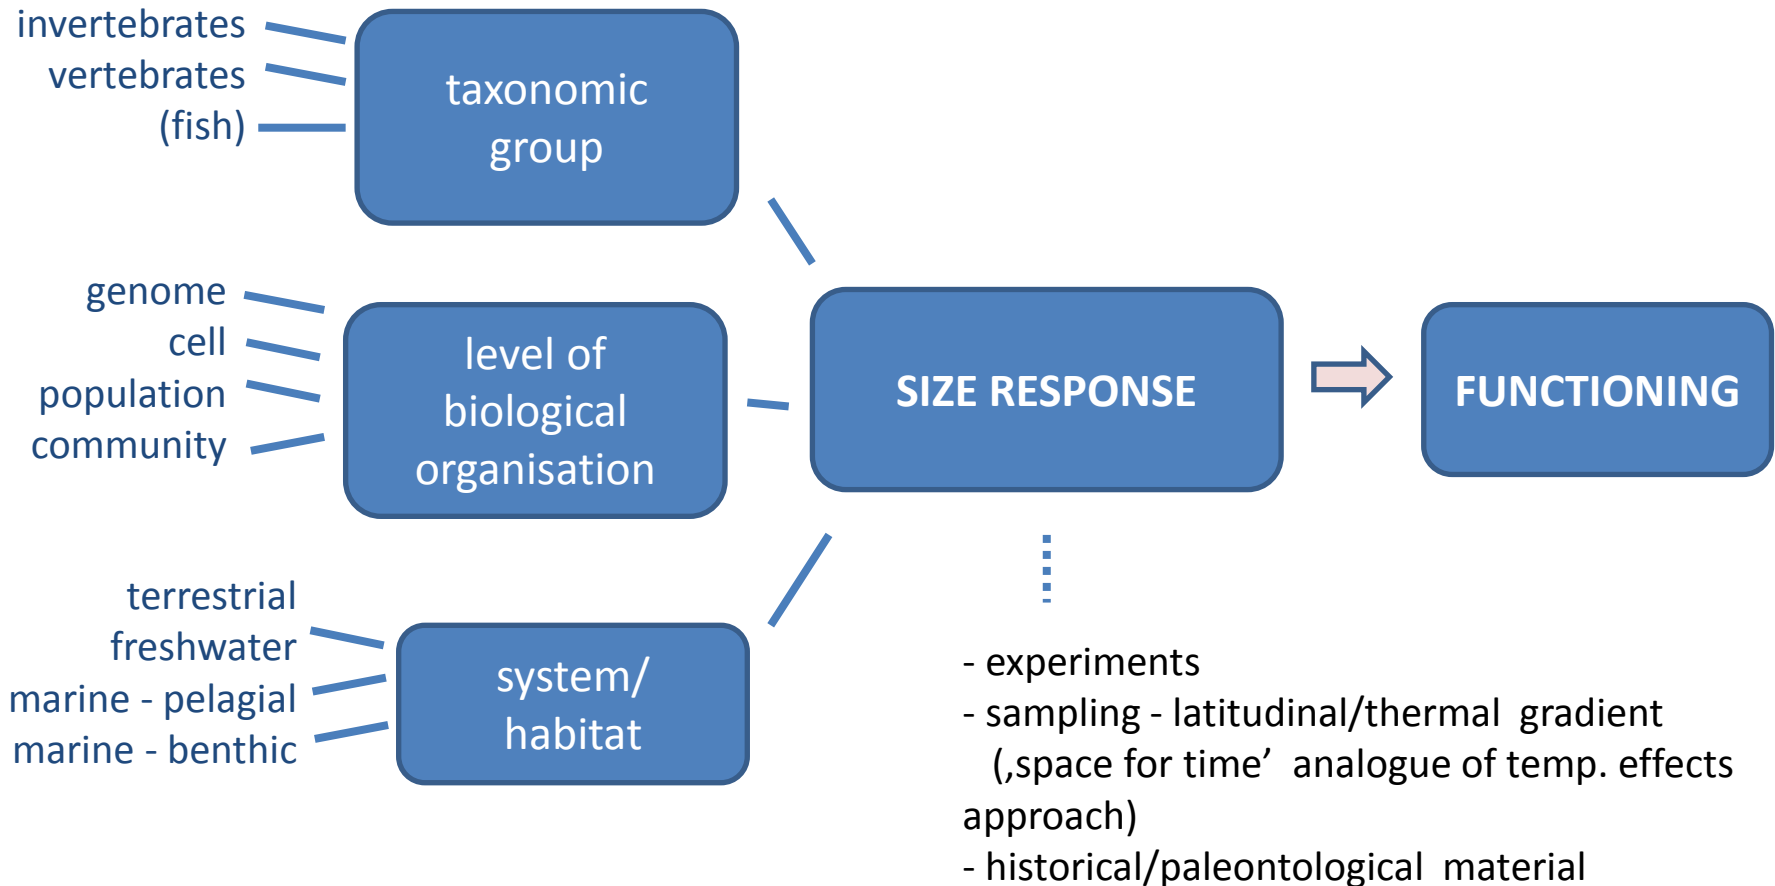 invertebrates
vertebrates
(fish)
taxonomic
group
genome
cell
population
community
level of
biological
organisation
SIZE RESPONSE
FUNCTIONING
terrestrial
freshwater
marine - pelagial
marine - benthic
system/
habitat
- experiments
- sampling - latitudinal/thermal gradient
(‚space for time’ analogue of temp. effects
approach)
- historical/paleontological material